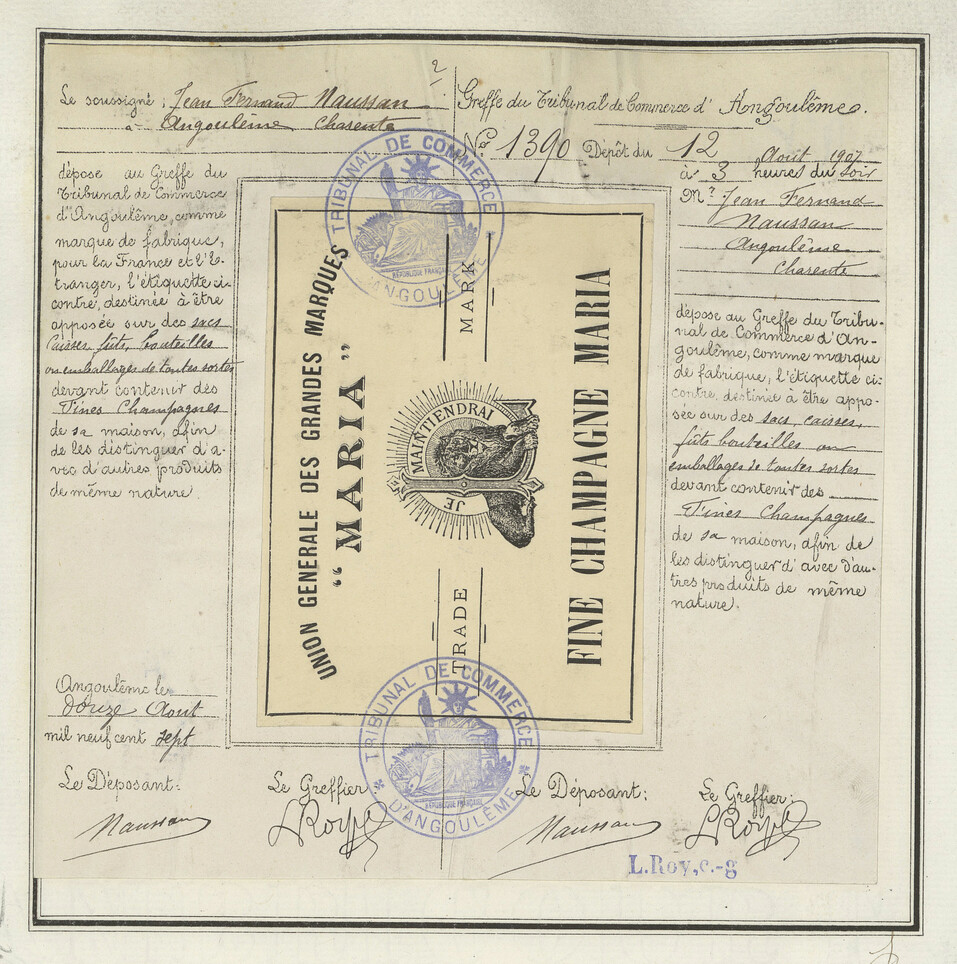 2
Le soussigné, Jean Fernand Naussan
à Angoulême Charente
dépose au Greffe du
Tribunal de Commerce
d'Angoulême, comme
marque de fabrique,
pour la France et l'É-
tranger, l'étiquette ci-
contre, destinée à être
apposée sur des sacs
caisses, fûts, bouteilles
ou emballages de toutes sortes
devant contenir des
Fines Champagnes
de sa maison, afin
de les distinguer d'a-
vec d'autres produits
de même nature.
Angoulême le
douze Août
mil neuf cent sept
Le Déposant:
Naussan
Le Greffier
LRoy
TRIBUNAL DE COMMERCE
RÉPUBLIQUE FRANÇAISE
D'ANGOULÊME
UNION GENERALE DES GRANDES MARQUES
"MARIA"
TRADE MARK
JE MAINTIENDRAI
FINE CHAMPAGNE MARIA
TRIBUNAL DE COMMERCE
RÉPUBLIQUE FRANÇAISE
D'ANGOULÊME
Greffe du Tribunal de Commerce d'Angoulême.
N° 1390 Dépôt du 12 Août 1907
à 3 heures du Soir
Mr Jean Fernand
Naussan
Angoulême
Charente
dépose au Greffe du Tribu-
nal de Commerce d'An-
goulême, comme marque
de fabrique, l'étiquette ci-
contre, destinée à être appo-
sée sur des sacs, caisses,
fûts bouteilles ou
emballages de toutes sortes
devant contenir des
Fines Champagnes
de sa maison, afin de
les distinguer d'avec d'au-
tres produits de même
nature.
Le Déposant:
Naussan
Le Greffier:
LRoy
L.Roy, c.-g